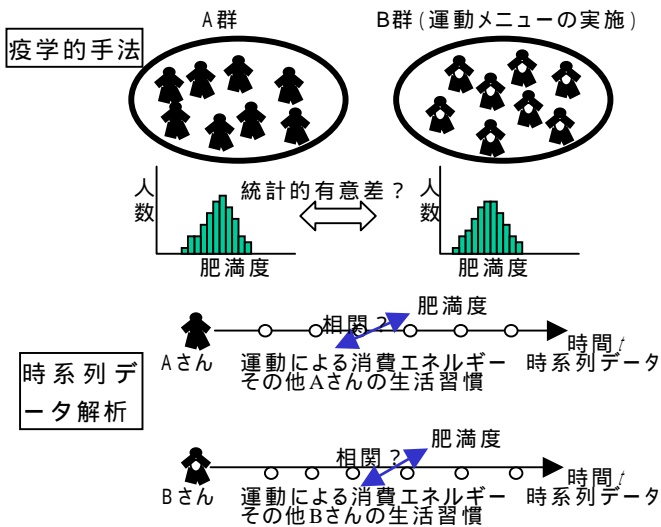 疫学的手法
A群
B群(運動メニューの実施)
人数
肥満度
統計的有意差?
人数
肥満度
時系列データ解析
肥満度
相関?
Aさん
運動による消費エネルギー
その他Aさんの生活習慣
時間t
時系列データ
肥満度
相関?
Bさん
運動による消費エネルギー
その他Bさんの生活習慣
時間t
時系列データ